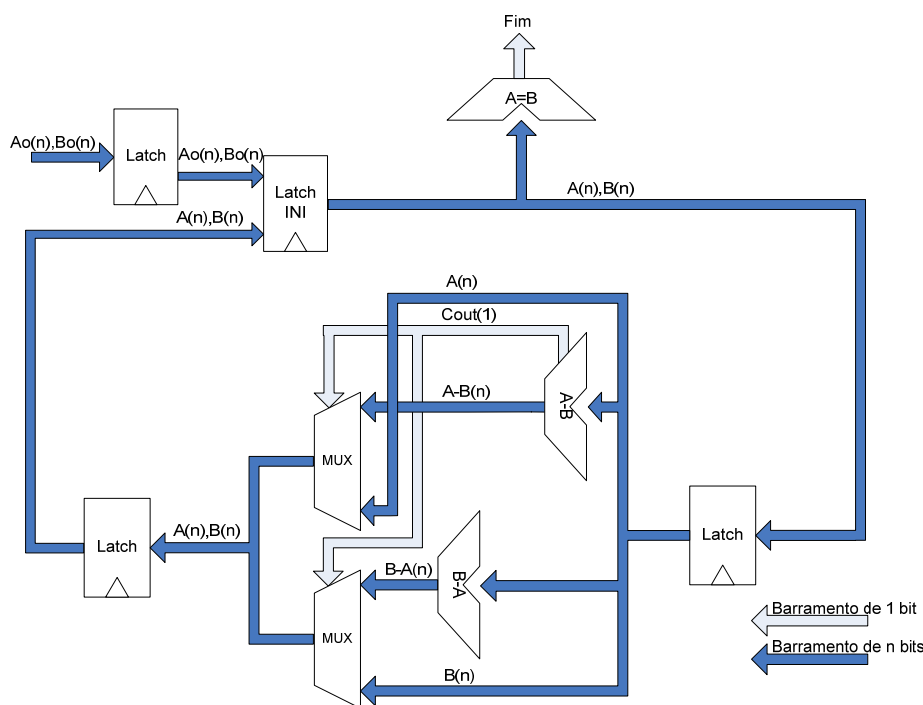 Fim
A=B
Ao(n),Bo(n)
Latch
Ao(n),Bo(n)
Latch
INI
A(n),B(n)
A(n),B(n)
A(n)
Cout(1)
A-B(n)
A-B
MUX
A(n),B(n)
Latch
Latch
B-A(n)
B-A
MUX
B(n)
Barramento de 1 bit
Barramento de n bits